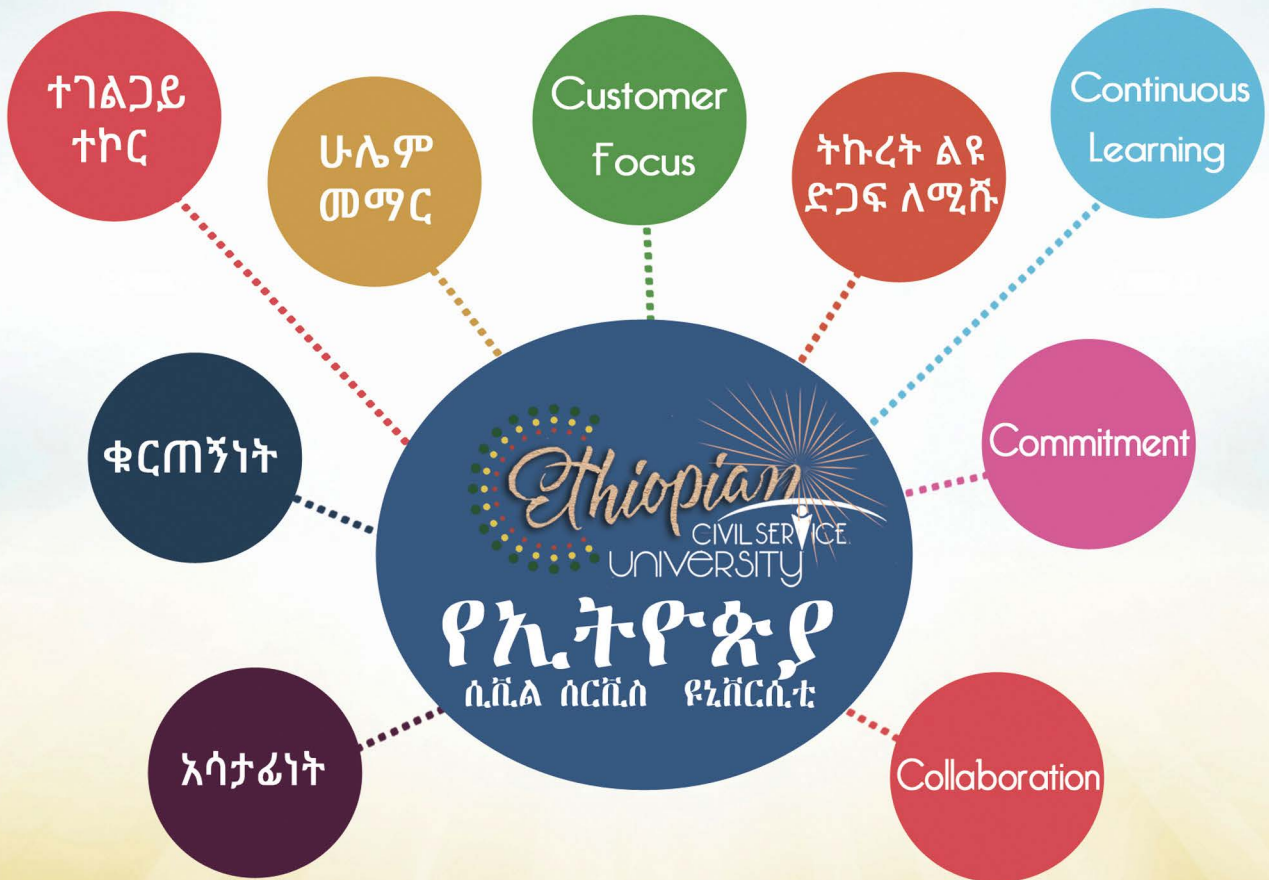 ተገልጋይ
ተኮር
ሁሌም
መማር
Customer
Focus
ትኩረት ልዩ
ድጋፍ ለሚሹ
Continuous
Learning
ቁርጠኝነት
Commitment
Ethiopian
CIVIL SERVICE
UNIVERSITY
የኢትዮጵያ
ሲቪል ሰርቪስ ዩኒቨርሲቲ
አሳታፊነት
Collaboration